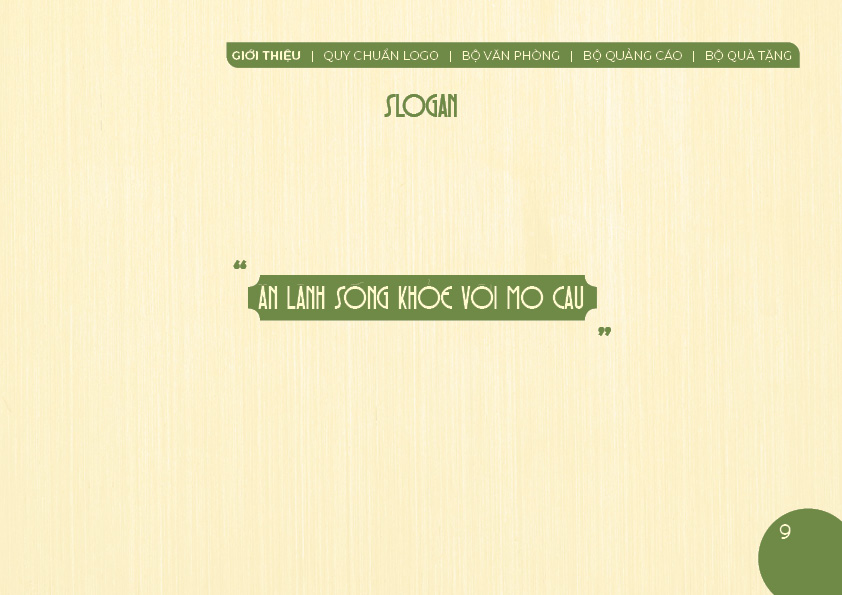 GIỚI THIỆU | QUY CHUẨN LOGO | BỘ VĂN PHÒNG | BỘ QUẢNG CÁO | BỘ QUÀ TẶNG
SLOGAN
“ ĂN LÀNH SỐNG KHỎE VỚI MO CAU ”
9